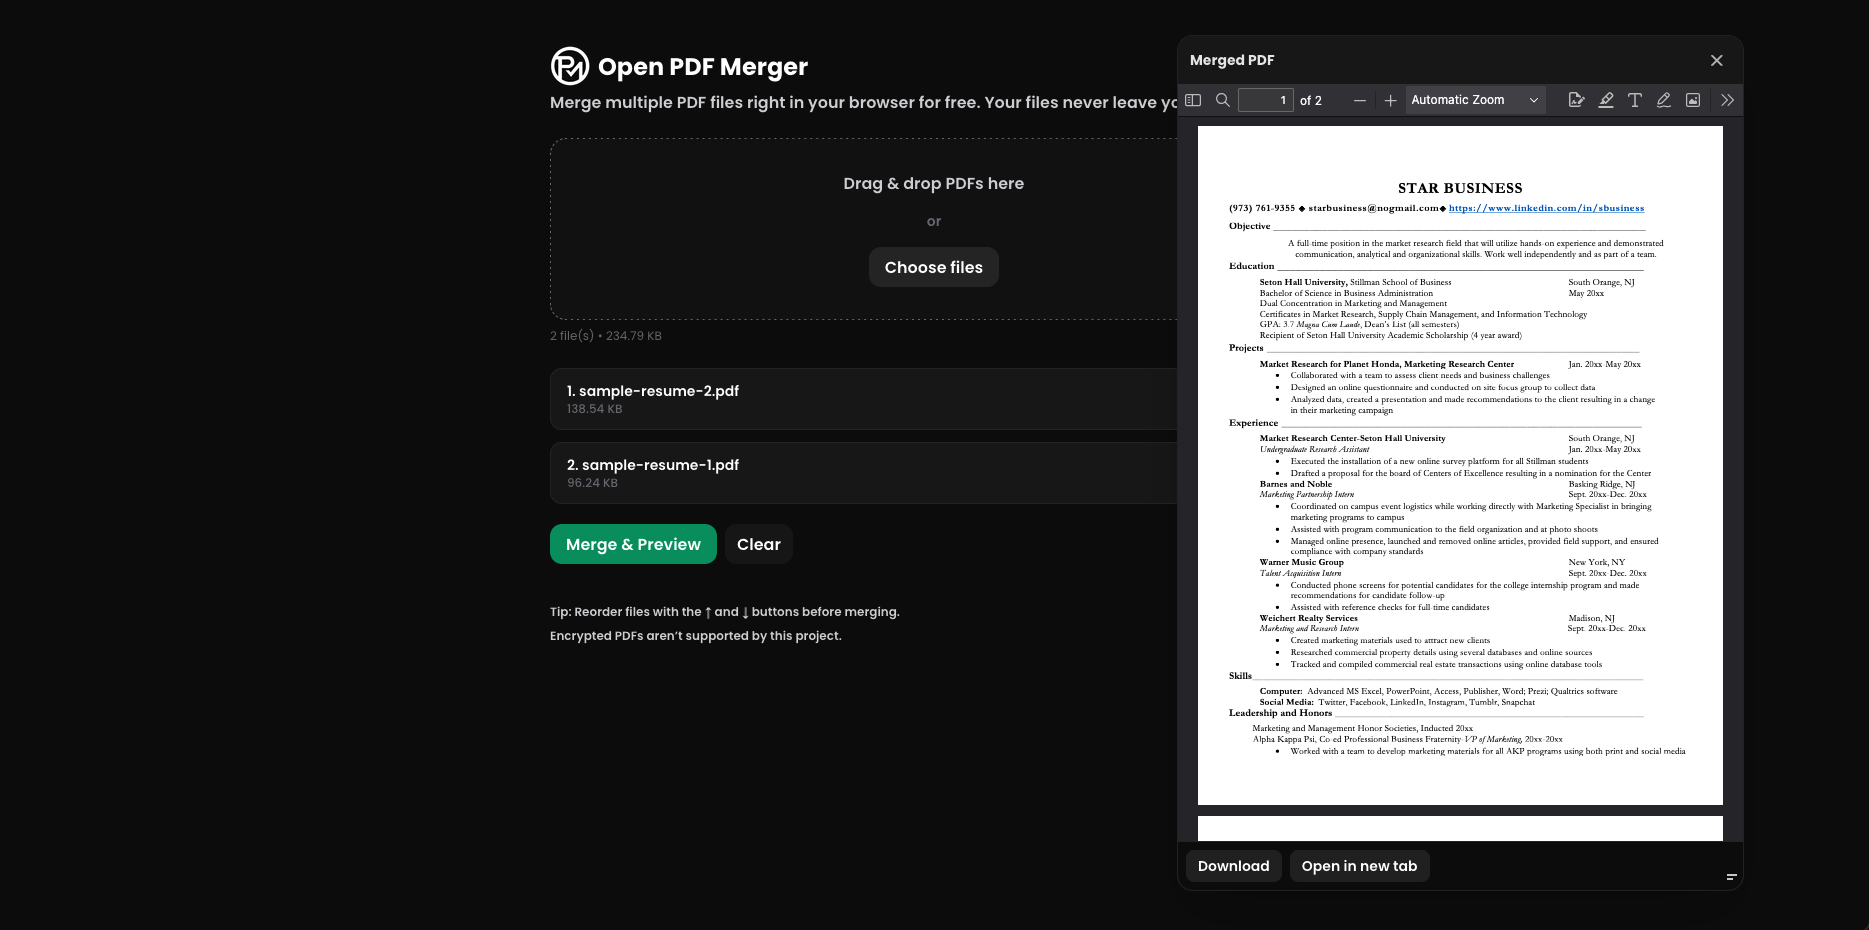 Open PDF Merger
Merge multiple PDF files right in your browser for free. Your files never leave yo
Drag & drop PDFs here
or
Choose files
2 file(s) • 234.79 KB
1. sample-resume-2.pdf
138.54 KB
2. sample-resume-1.pdf
96.24 KB
Merge & Preview
Clear
Tip: Reorder files with the ↑ and ↓ buttons before merging.
Encrypted PDFs aren't supported by this project.
Merged PDF
1 of 2
Automatic Zoom
STAR BUSINESS
(973) 761-9355 ◆ starbusiness@nogmail.com◆ https://www.linkedin.com/in/sbusiness
Objective
A full-time position in the market research field that will utilize hands-on experience and demonstrated
communication, analytical and organizational skills. Work well independently and as part of a team.
Education
Seton Hall University, Stillman School of Business South Orange, NJ
Bachelor of Science in Business Administration May 20xx
Dual Concentration in Marketing and Management
Certificates in Market Research, Supply Chain Management, and Information Technology
GPA: 3.7 Magna Cum Laude, Dean's List (all semesters)
Recipient of Seton Hall University Academic Scholarship (4 year award)
Projects
Market Research for Planet Honda, Marketing Research Center Jan. 20xx-May 20xx
• Collaborated with a team to assess client needs and business challenges
• Designed an online questionnaire and conducted on site focus group to collect data
• Analyzed data, created a presentation and made recommendations to the client resulting in a change
in their marketing campaign
Experience
Market Research Center-Seton Hall University South Orange, NJ
Undergraduate Research Assistant Jan. 20xx-May 20xx
• Executed the installation of a new online survey platform for all Stillman students
• Drafted a proposal for the board of Centers of Excellence resulting in a nomination for the Center
Barnes and Noble Basking Ridge, NJ
Marketing Partnership Intern Sept. 20xx-Dec. 20xx
• Coordinated on campus event logistics while working directly with Marketing Specialist in bringing
marketing programs to campus
• Assisted with program communication to the field organization and at photo shoots
• Managed online presence, launched and removed online articles, provided field support, and ensured
compliance with company standards
Warner Music Group New York, NY
Talent Acquisition Intern Sept. 20xx-Dec. 20xx
• Conducted phone screens for potential candidates for the college internship program and made
recommendations for candidate follow-up
• Assisted with reference checks for full-time candidates
Weichert Realty Services Madison, NJ
Marketing and Research Intern Sept. 20xx-Dec. 20xx
• Created marketing materials used to attract new clients
• Researched commercial property details using several databases and online sources
• Tracked and compiled commercial real estate transactions using online database tools
Skills
Computer: Advanced MS Excel, PowerPoint, Access, Publisher, Word; Prezi; Qualtrics software
Social Media: Twitter, Facebook, LinkedIn, Instagram, Tumblr, Snapchat
Leadership and Honors
Marketing and Management Honor Societies, Inducted 20xx
Alpha Kappa Psi, Co-ed Professional Business Fraternity-VP of Marketing, 20xx-20xx
• Worked with a team to develop marketing materials for all AKP programs using both print and social media
Download
Open in new tab